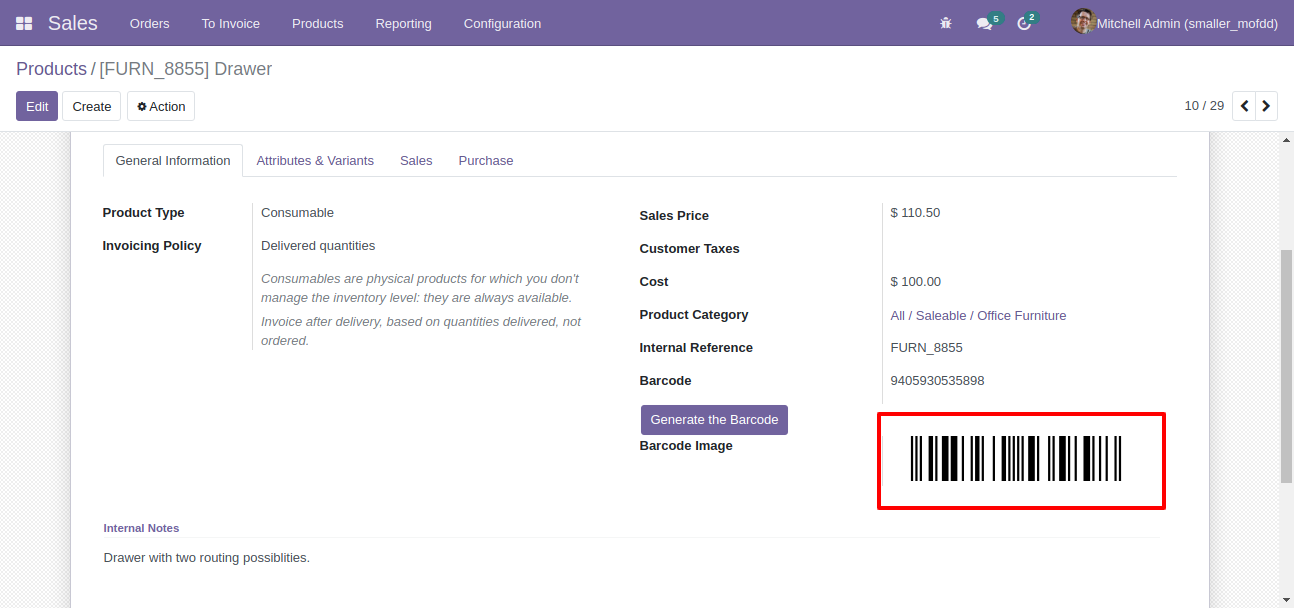 Sales Orders To Invoice Products Reporting Configuration 5 2 Mitchell Admin (smaller_mofdd)
Products / [FURN_8855] Drawer
Edit Create Action 10 / 29
General Information Attributes & Variants Sales Purchase
Product Type Consumable
Invoicing Policy Delivered quantities
Consumables are physical products for which you don't
manage the inventory level: they are always available.
Invoice after delivery, based on quantities delivered, not
ordered.
Sales Price $ 110.50
Customer Taxes
Cost $ 100.00
Product Category All / Saleable / Office Furniture
Internal Reference FURN_8855
Barcode 9405930535898
Generate the Barcode
Barcode Image
Internal Notes
Drawer with two routing possiblities.